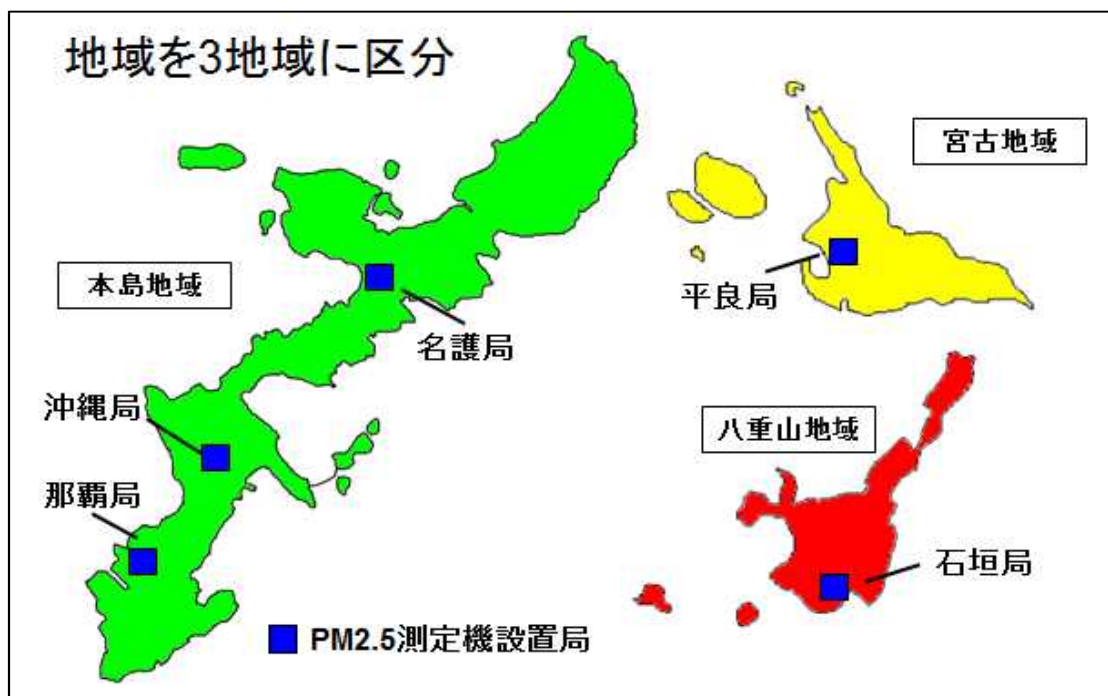 地域を3地域に区分
宮古地域
平良局
本島地域
名護局
沖縄局
八重山地域
那覇局
石垣局
PM2.5測定機設置局